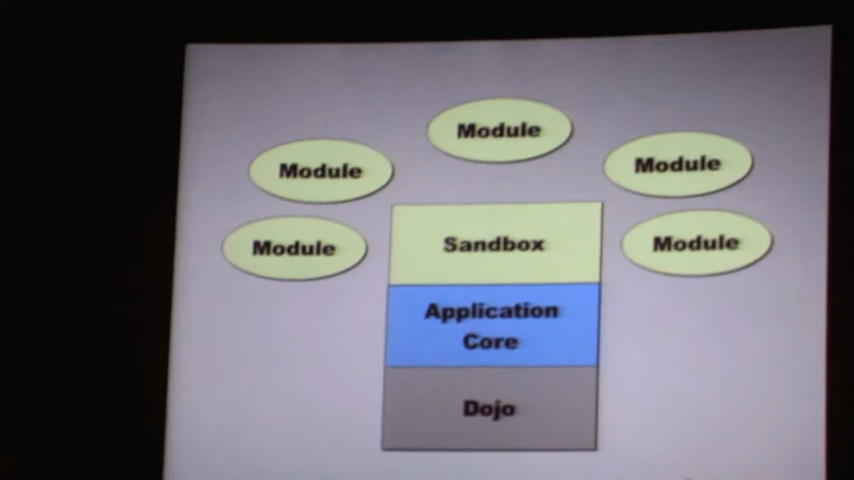 Module
Module
Module
Module
Sandbox
Module
Application
Core
Dojo